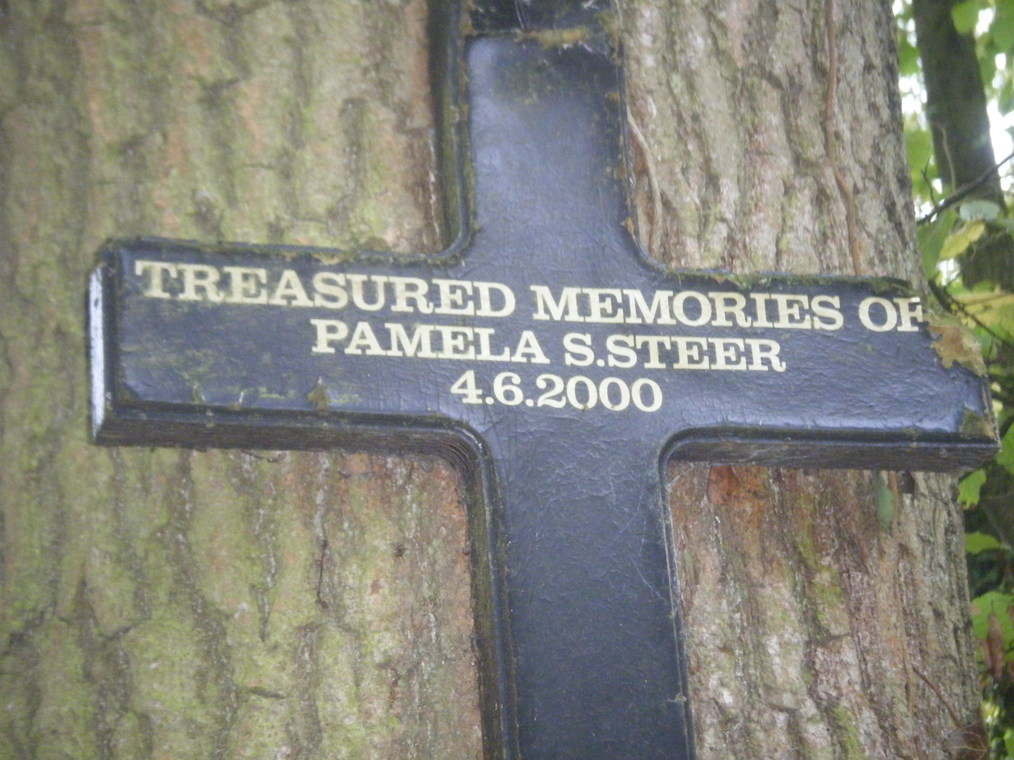 TREASURED MEMORIES OF
PAMELA S.STEER
4.6.2000